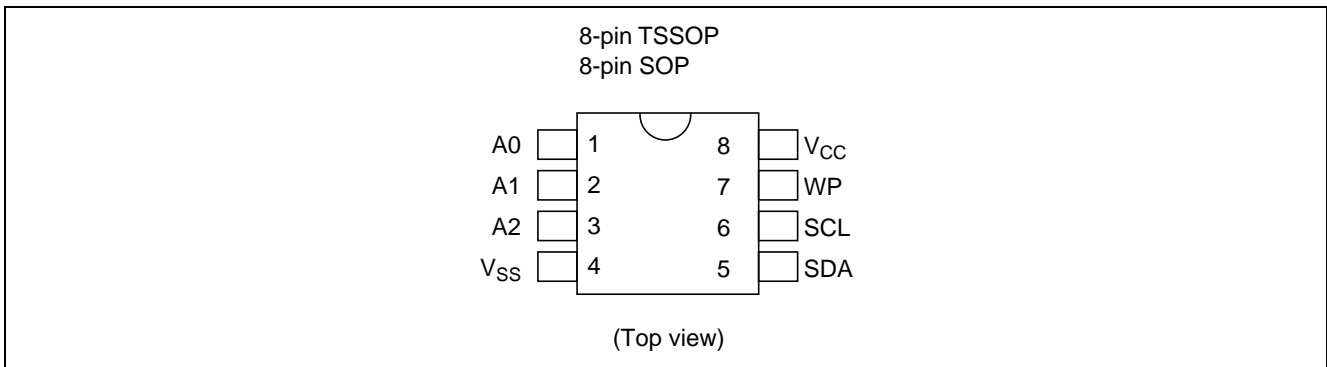 8-pin TSSOP
8-pin SOP
A0 1 8 VCC
A1 2 7 WP
A2 3 6 SCL
VSS 4 5 SDA
(Top view)